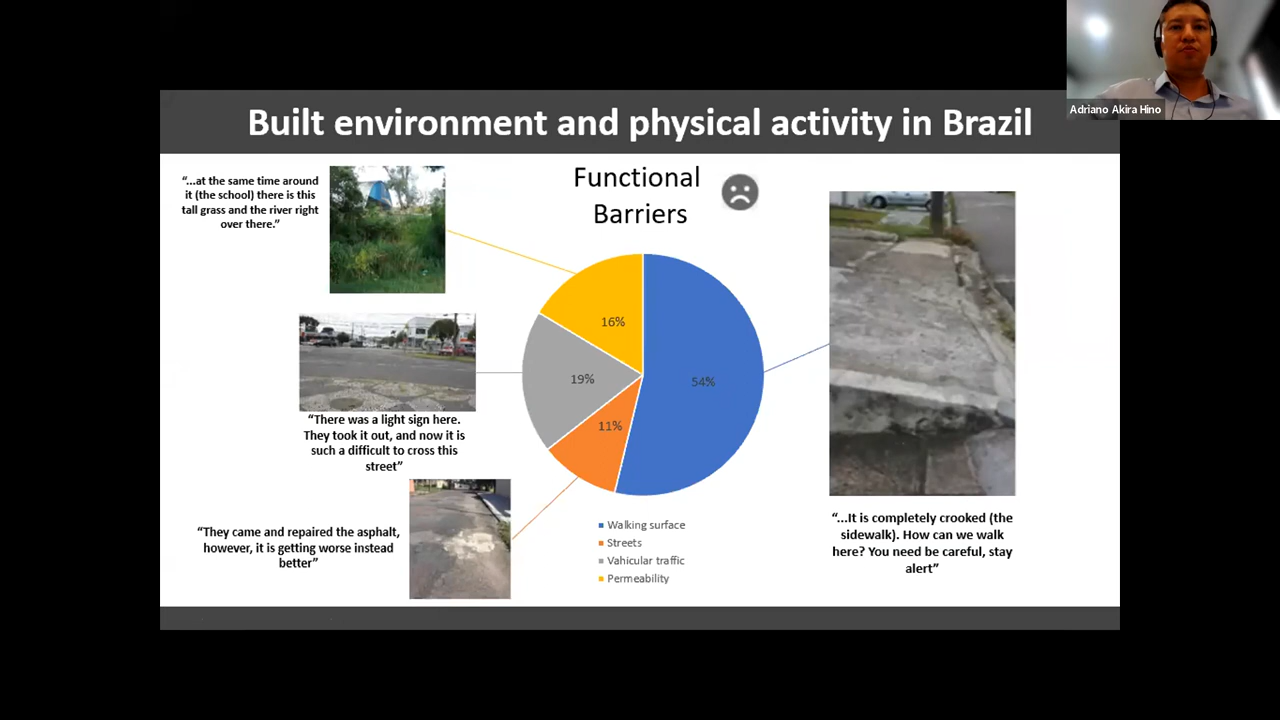 Adriano Akira Hino
Built environment and physical activity in Brazil
Functional
Barriers
“...at the same time around
it (the school) there is this
tall grass and the river right
over there.”
16%
19%
54%
11%
“There was a light sign here.
They took it out, and now it is
such a difficult to cross this
street”
“They came and repaired the asphalt,
however, it is getting worse instead
better”
Walking surface
Streets
Vahicular traffic
Permeability
“...It is completely crooked (the
sidewalk). How can we walk
here? You need be careful, stay
alert”